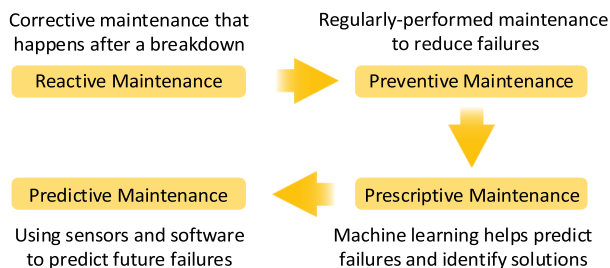 Corrective maintenance that
happens after a breakdown
Reactive Maintenance
Regularly-performed maintenance
to reduce failures
Preventive Maintenance
Prescriptive Maintenance
Machine learning helps predict
failures and identify solutions
Predictive Maintenance
Using sensors and software
to predict future failures